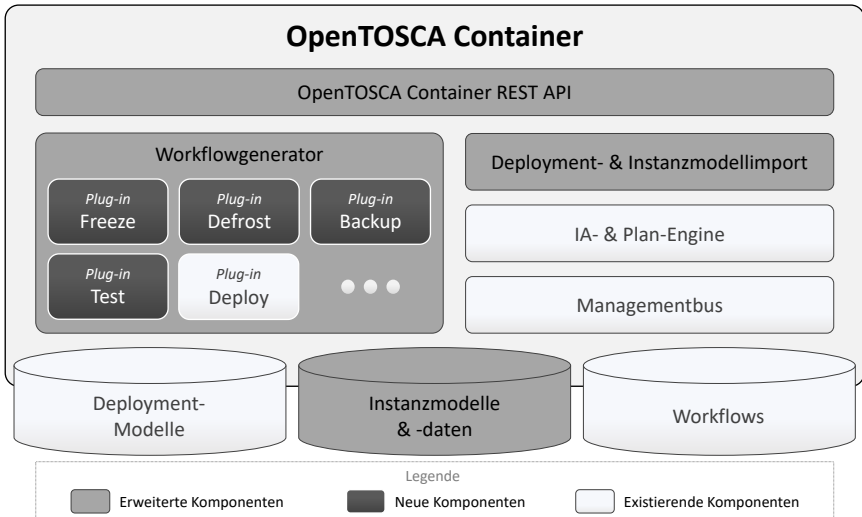 OpenTOSCA Container
OpenTOSCA Container REST API
Workflowgenerator
Plug-in
Freeze
Plug-in
Defrost
Plug-in
Backup
Plug-in
Test
Plug-in
Deploy
Deployment- & Instanzmodellimport
IA- & Plan-Engine
Managementbus
Deployment-
Modelle
Instanzmodelle
& -daten
Workflows
Legende
Erweiterte Komponenten
Neue Komponenten
Existierende Komponenten